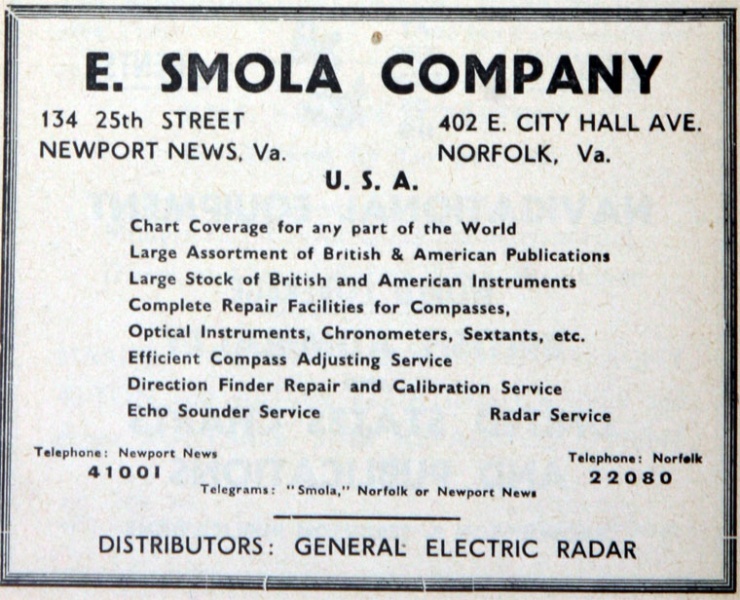 E. SMOLA COMPANY
134 25th STREET
NEWPORT NEWS, Va.
402 E. CITY HALL AVE.
NORFOLK, Va.
U. S. A.
Chart Coverage for any part of the World
Large Assortment of British & American Publications
Large Stock of British and American Instruments
Complete Repair Facilities for Compasses,
Optical Instruments, Chronometers, Sextants, etc.
Efficient Compass Adjusting Service
Direction Finder Repair and Calibration Service
Echo Sounder Service Radar Service
Telephone: Newport News
41001
Telephone: Norfolk
22080
Telegrams: "Smola," Norfolk or Newport News
DISTRIBUTORS: GENERAL ELECTRIC RADAR